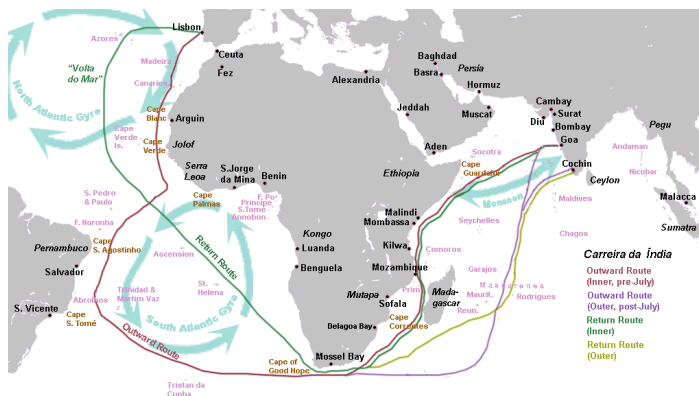 Lisbon
Azores
"Volta
do Mar"
Madeira
Ceuta
Fez
Canaries
North Atlantic Gyre
Cape
Blanc
Arguin
Cape
Verde
Is.
Cape
Verde
Jolof
Serra
Leoa
S.Jorge
da Mina
Benin
Cape
Palmas
F. Po
Principe
S.Tomé
Annobon
S. Pedro
& Paulo
F. Noronha
Pernambuco
Cape
S. Agostinho
Salvador
Ascension
St.
Helena
Trinidad &
Martim Vaz
Abrolhos
S. Vicente
Cape
S. Tomé
South Atlantic Gyre
Return Route
Outward Route
Tristan da
Cunha
Alexandria
Baghdad
Basra
Persia
Hormuz
Jeddah
Muscat
Aden
Cambay
Surat
Diu
Bombay
Goa
Pegu
Socotra
Cape
Guardafui
Cochin
Ceylon
Andaman
Nicobar
Malacca
Sumatra
Ethiopia
Monsoon
Maldives
Malindi
Mombassa
Seychelles
Chagos
Kongo
Luanda
Kilwa
Benguela
Comoros
Mozambique
Prim.
Mutapa
Sofala
Mada-
gascar
Garajos
Mascarenes
Maurit.
Rodrigues
Reun.
Delagoa Bay
Cape
Correntes
Mossel Bay
Cape of
Good Hope
Carreira da Índia
Outward Route
(Inner, pre-July)
Outward Route
(Outer, post-July)
Return Route
(Inner)
Return Route
(Outer)